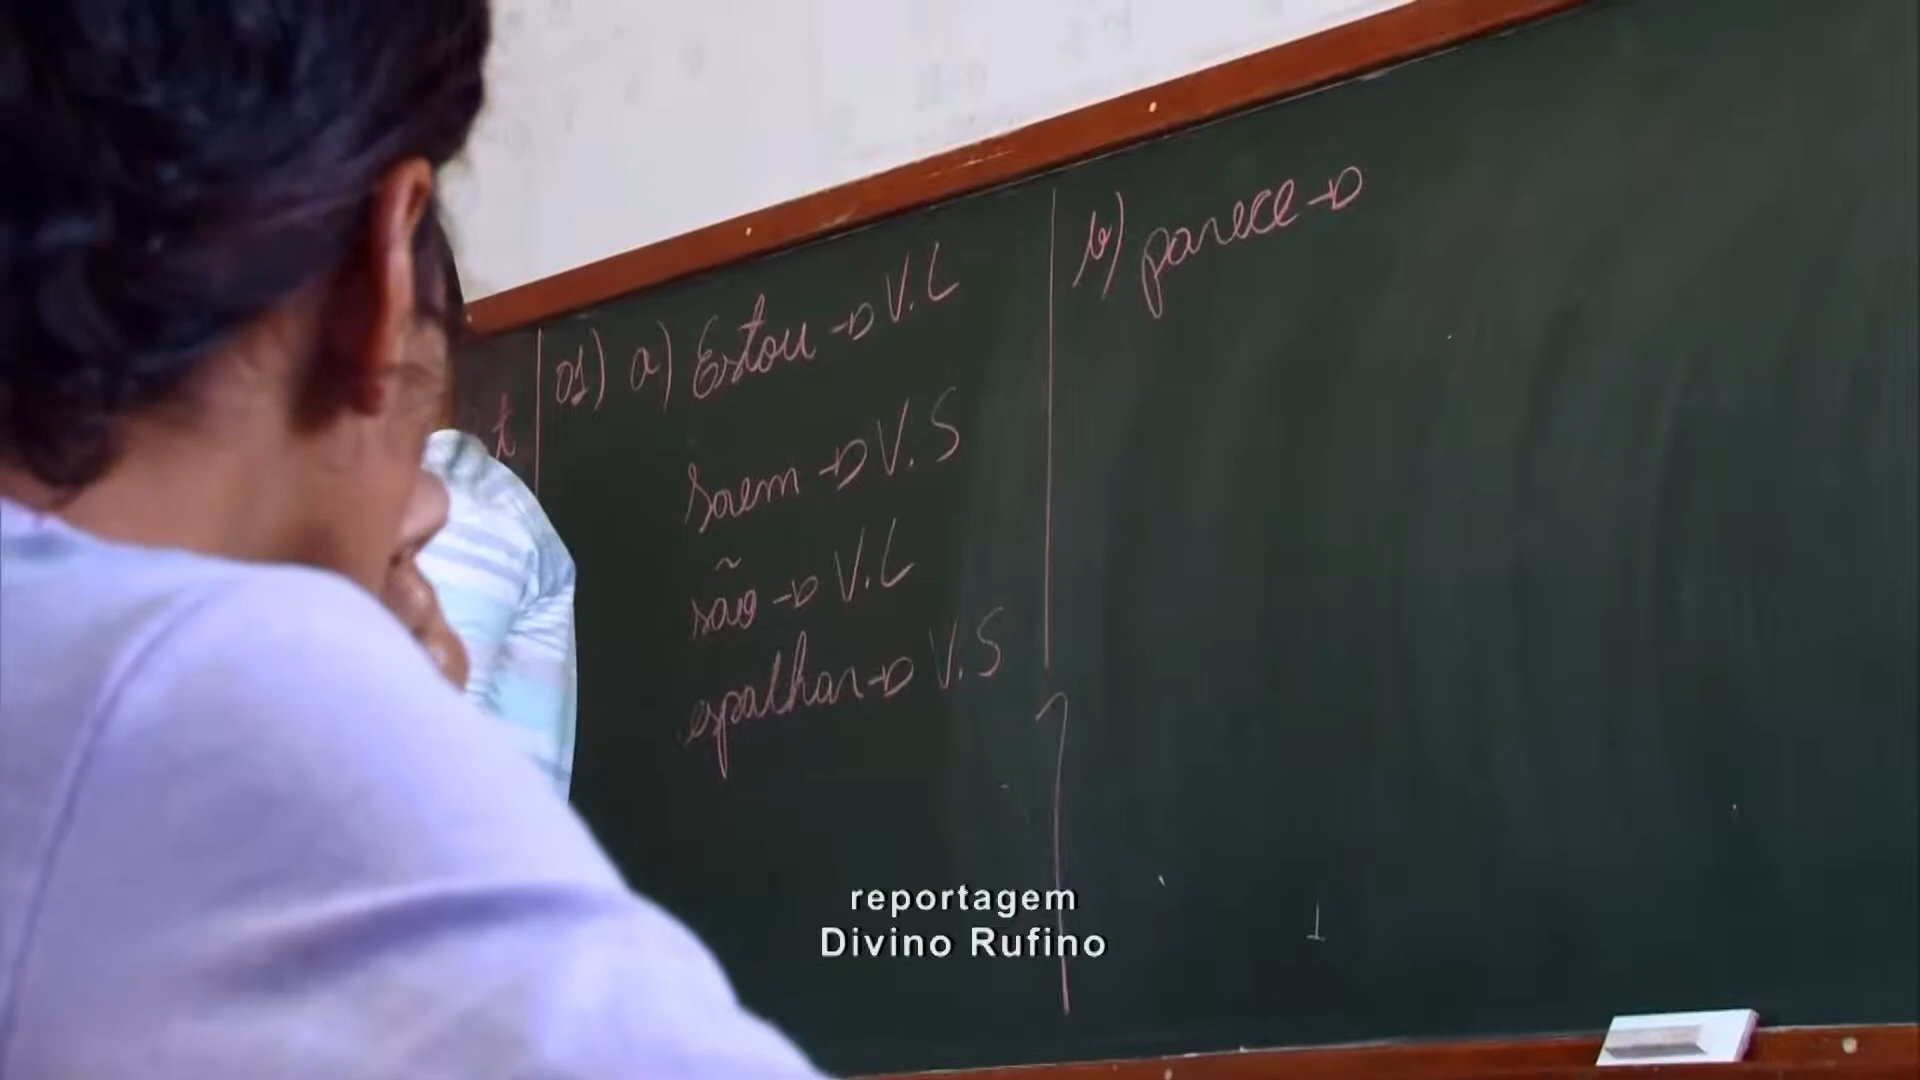 01) a) Estou → V.L
Saem → V.S
são → V.L
espalhar → V.S
b) parece →
reportagem
Divino Rufino